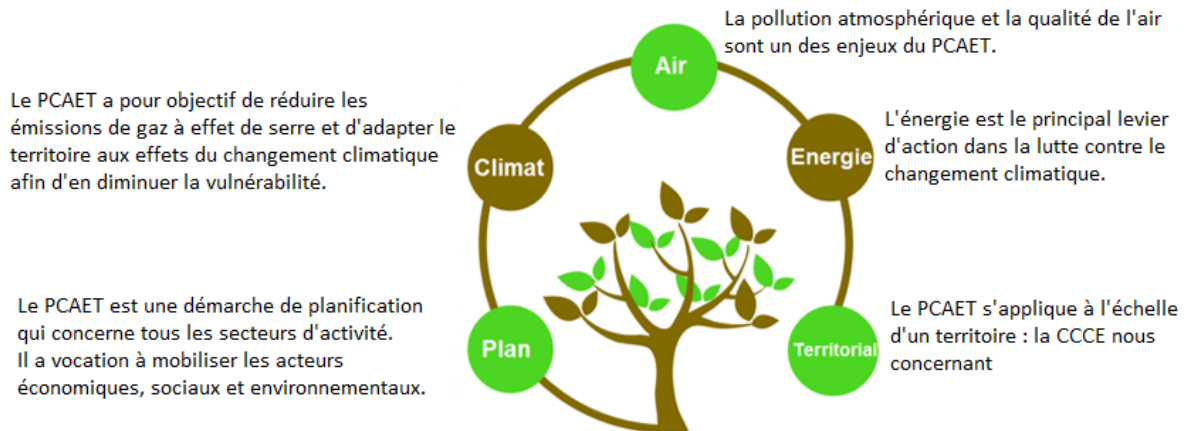 La pollution atmosphérique et la qualité de l'air
sont un des enjeux du PCAET.
Air
Le PCAET a pour objectif de réduire les
émissions de gaz à effet de serre et d'adapter le
territoire aux effets du changement climatique
afin d'en diminuer la vulnérabilité.
Climat
Energie
L'énergie est le principal levier
d'action dans la lutte contre le
changement climatique.
Le PCAET est une démarche de planification
qui concerne tous les secteurs d'activité.
Il a vocation à mobiliser les acteurs
économiques, sociaux et environnementaux.
Plan
Territorial
Le PCAET s'applique à l'échelle
d'un territoire : la CCCE nous
concernant